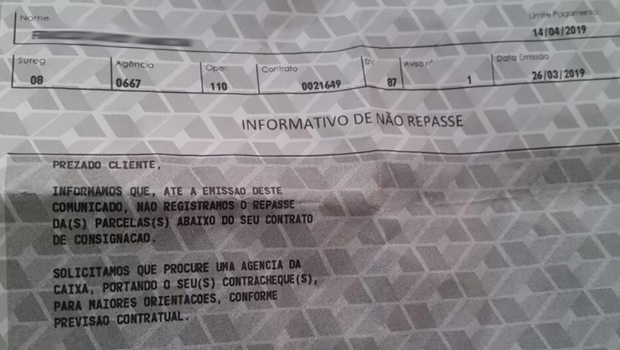 Nome
Limite Pagamento
14/04/2019
Sureg Agência Oper. Contrato DV Aviso nº Data Emissão
08 0667 110 0021649 87 1 26/03/2019
INFORMATIVO DE NÃO REPASSE
PREZADO CLIENTE,
INFORMAMOS QUE, ATE A EMISSAO DESTE
COMUNICADO, NAO REGISTRAMOS O REPASSE
DA(S) PARCELAS(S) ABAIXO DO SEU CONTRATO
DE CONSIGNACAO.
SOLICITAMOS QUE PROCURE UMA AGENCIA DA
CAIXA, PORTANDO O SEU(S) CONTRACHEQUE(S),
PARA MAIORES ORIENTACOES, CONFORME
PREVISAO CONTRATUAL.